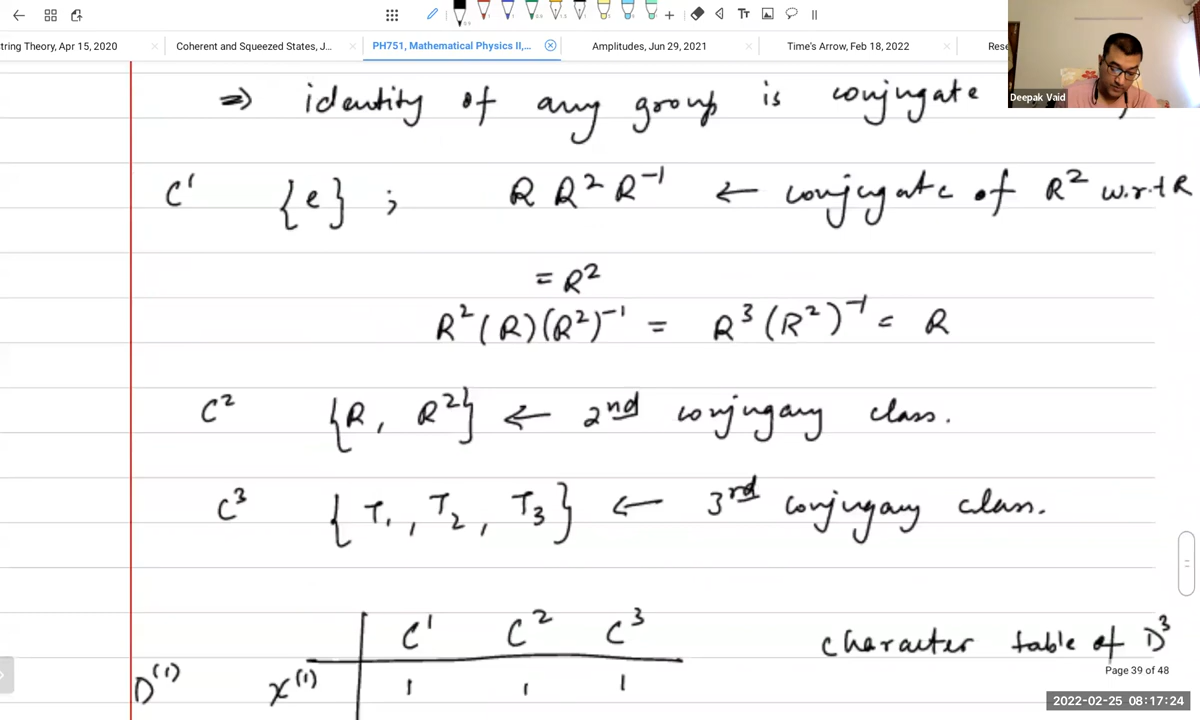 tring Theory, Apr 15, 2020 Coherent and Squeezed States, J... PH751, Mathematical Physics II,... Amplitudes, Jun 29, 2021 Time's Arrow, Feb 18, 2022 Rese
Deepak Vaid
⇒ identity of any group is conjugate
C¹ {e} ; R R² R⁻¹ ← conjugate of R² w.r.t R
= R²
R² (R) (R²)⁻¹ = R³ (R²)⁻¹ = R
C² {R, R²} ← 2nd conjugacy class.
C³ {T₁, T₂, T₃} ← 3rd conjugacy class.
C¹ C² C³ character table of D³
D⁽¹⁾ χ⁽¹⁾ 1 1 1
Page 39 of 48
2022-02-25 08:17:24